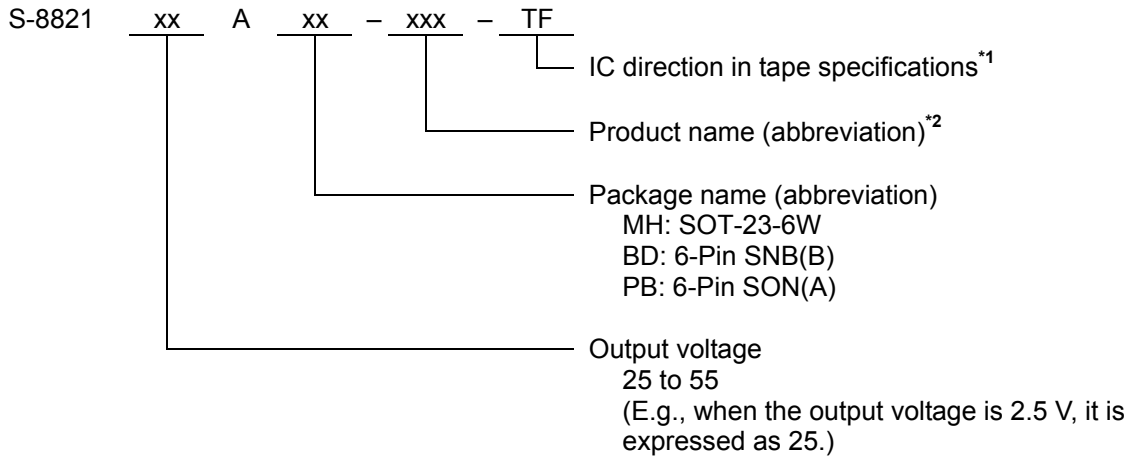 S-8821 xx A xx – xxx – TF
IC direction in tape specifications*1
Product name (abbreviation)*2
Package name (abbreviation)
MH: SOT-23-6W
BD: 6-Pin SNB(B)
PB: 6-Pin SON(A)
Output voltage
25 to 55
(E.g., when the output voltage is 2.5 V, it is
expressed as 25.)